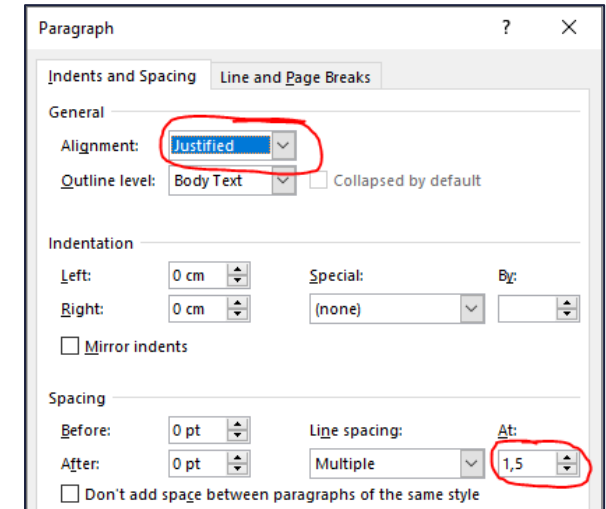 Paragraph ? ×
Indents and Spacing Line and Page Breaks
General
Alignment: Justified
Outline level: Body Text Collapsed by default
Indentation
Left: 0 cm Special: By:
Right: 0 cm (none)
Mirror indents
Spacing
Before: 0 pt Line spacing: At:
After: 0 pt Multiple 1,5
Don't add space between paragraphs of the same style